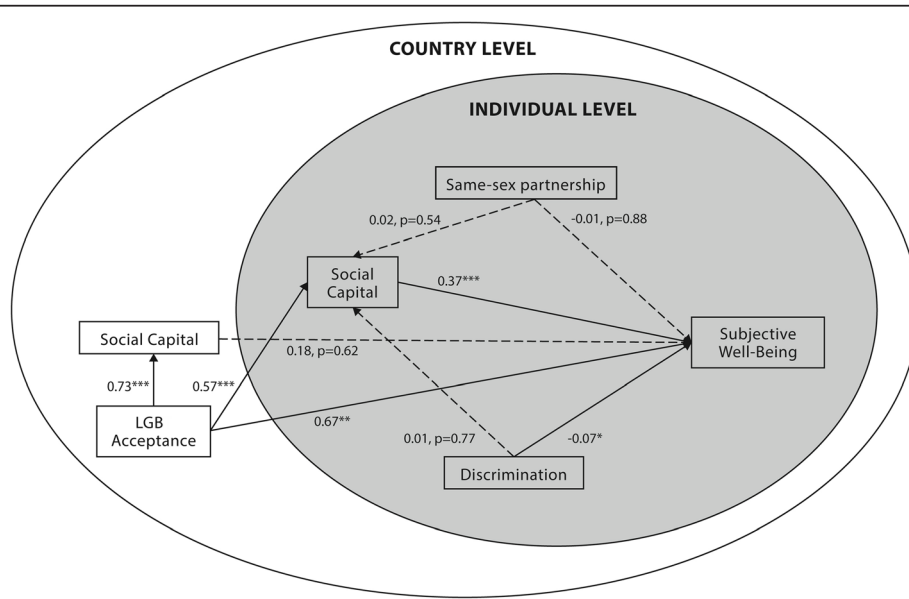 COUNTRY LEVEL
INDIVIDUAL LEVEL
Same-sex partnership
0.02, p=0.54
-0.01, p=0.88
Social
Capital
0.37***
Social Capital
0.18, p=0.62
Subjective
Well-Being
0.73***
0.57***
LGB
Acceptance
0.67**
0.01, p=0.77
-0.07*
Discrimination